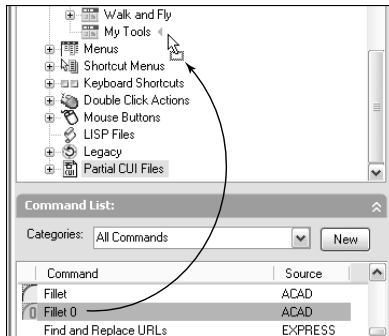 Walk and Fly
My Tools
Menus
Shortcut Menus
Keyboard Shortcuts
Double Click Actions
Mouse Buttons
LISP Files
Legacy
Partial CUI Files
Command List:
Categories: All Commands New
Command Source
Fillet ACAD
Fillet 0 ACAD
Find and Replace URLs EXPRESS